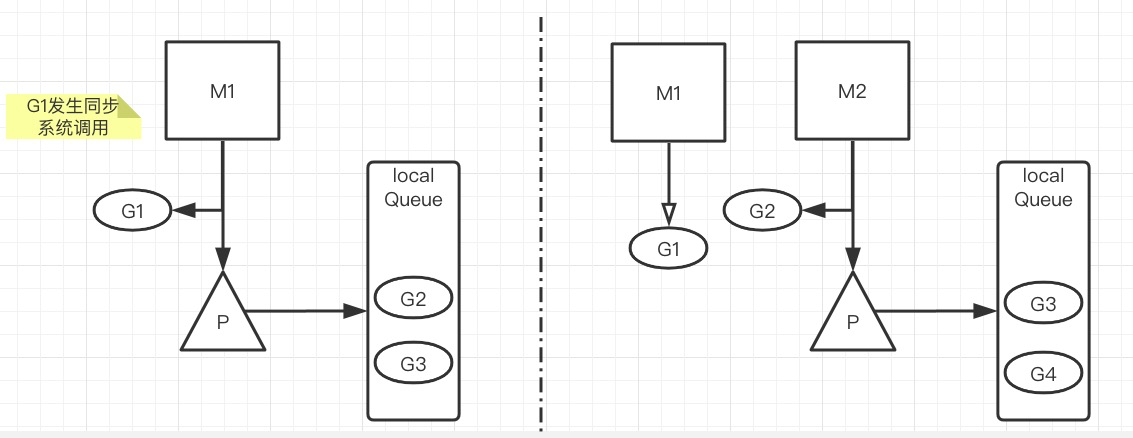 M1
G1发生同步
系统调用
G1
P
local
Queue
G2
G3
M1
M2
G2
G1
P
local
Queue
G3
G4